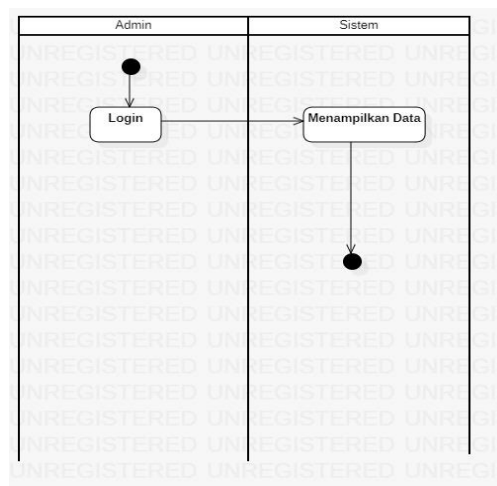 Admin
Sistem
Login
Menampilkan Data
UNREGISTERED UNREGISTERED UNREGI